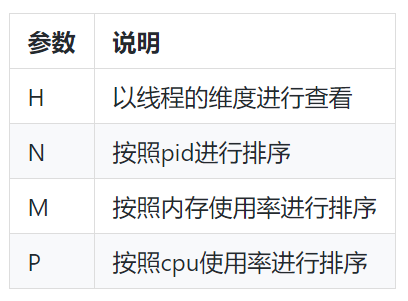 参数 说明
H 以线程的维度进行查看
N 按照pid进行排序
M 按照内存使用率进行排序
P 按照cpu使用率进行排序